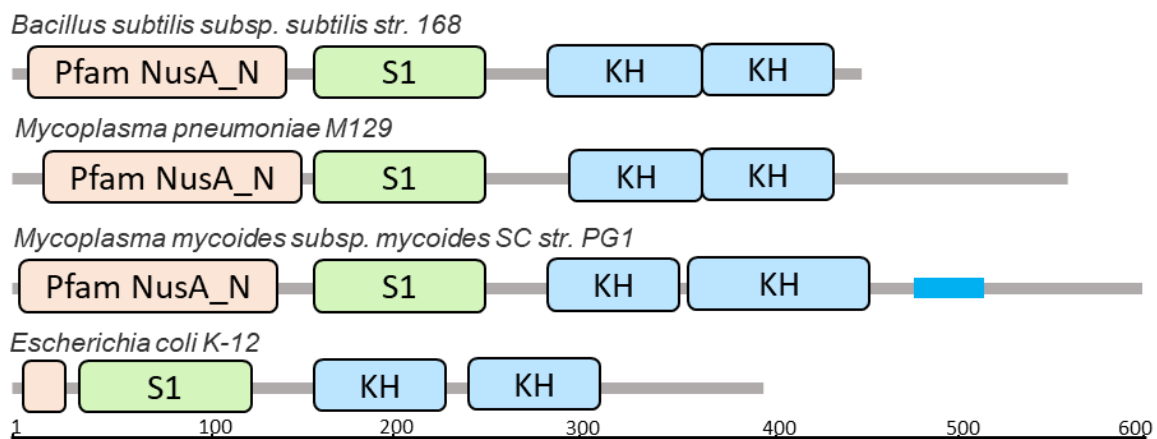 Bacillus subtilis subsp. subtilis str. 168
Pfam NusA_N S1 KH KH
Mycoplasma pneumoniae M129
Pfam NusA_N S1 KH KH
Mycoplasma mycoides subsp. mycoides SC str. PG1
Pfam NusA_N S1 KH KH
Escherichia coli K-12
S1 KH KH
1 100 200 300 400 500 600